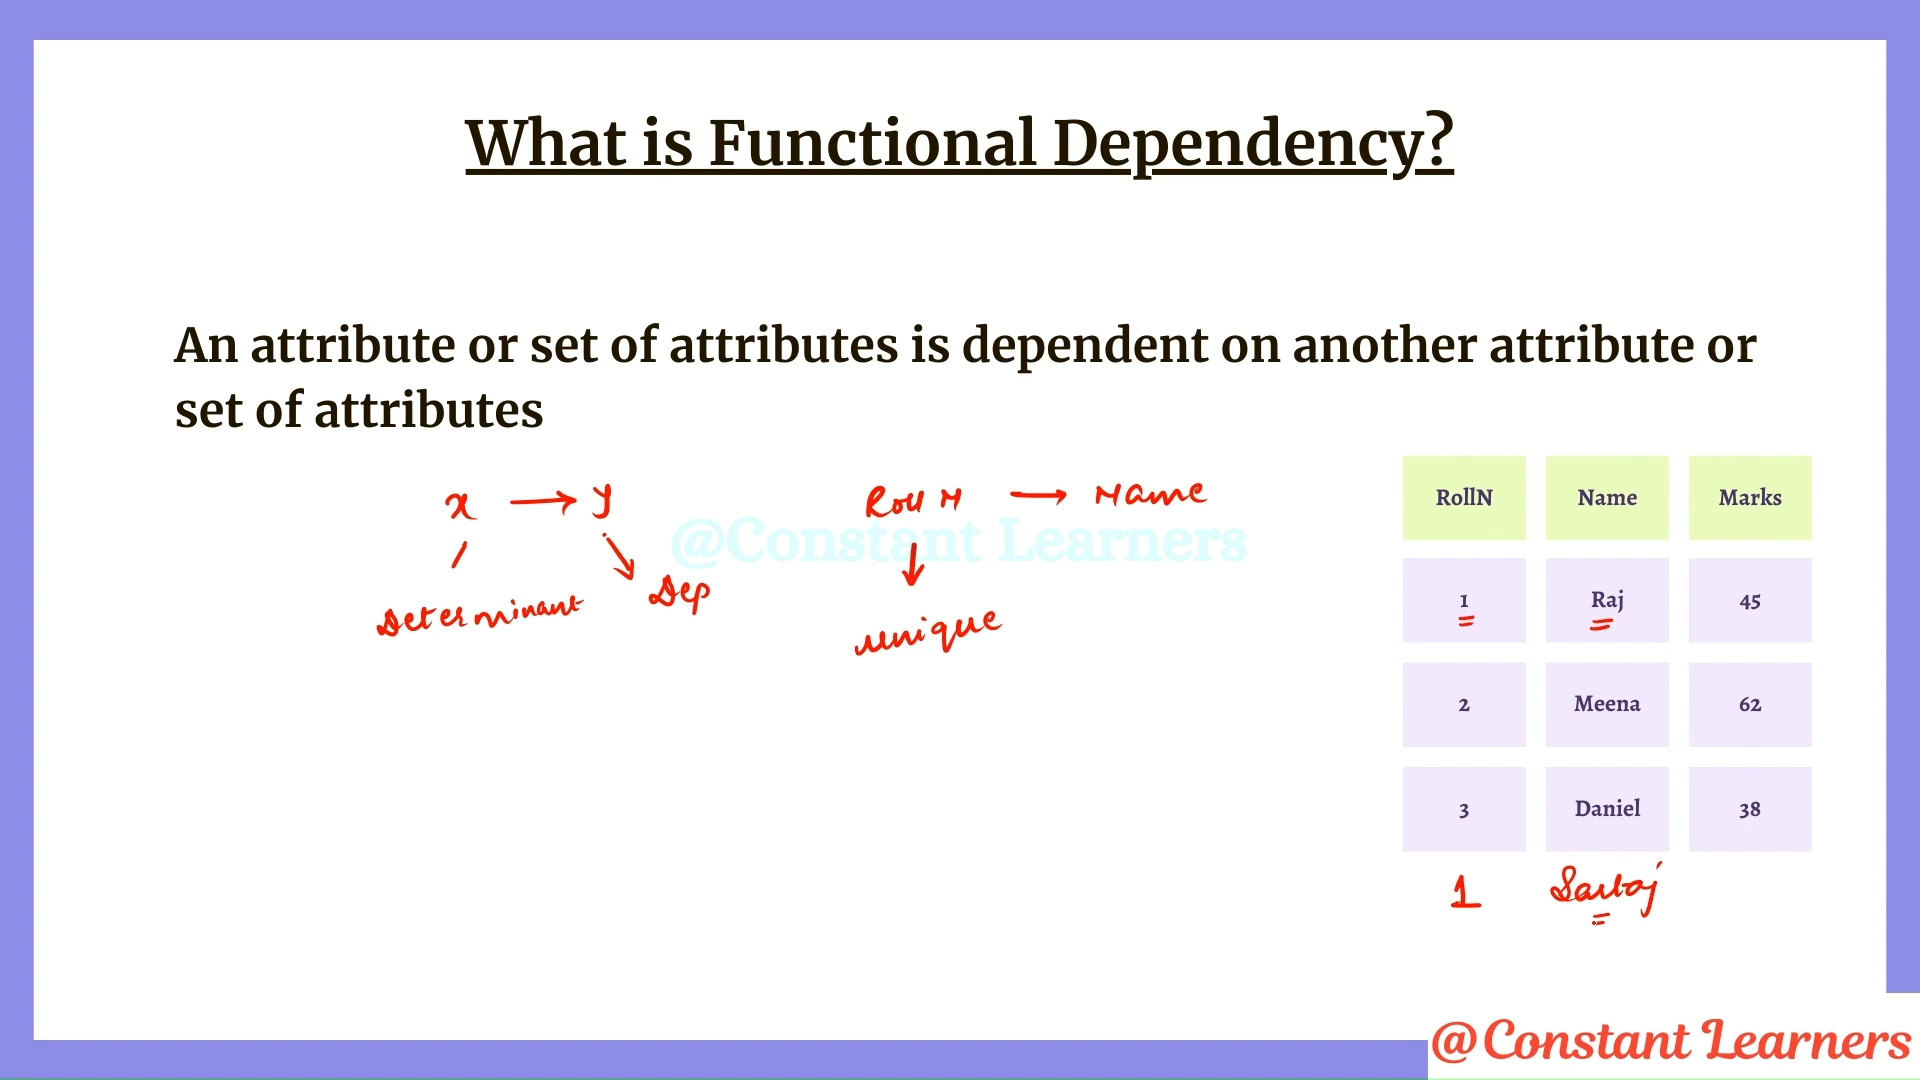 What is Functional Dependency?
An attribute or set of attributes is dependent on another attribute or
set of attributes
x → y
Determinant
Dep
Roll N → Name
unique
@Constant Learners
RollN Name Marks
1 Raj 45
2 Meena 62
3 Daniel 38
1 Sartaj
@Constant Learners